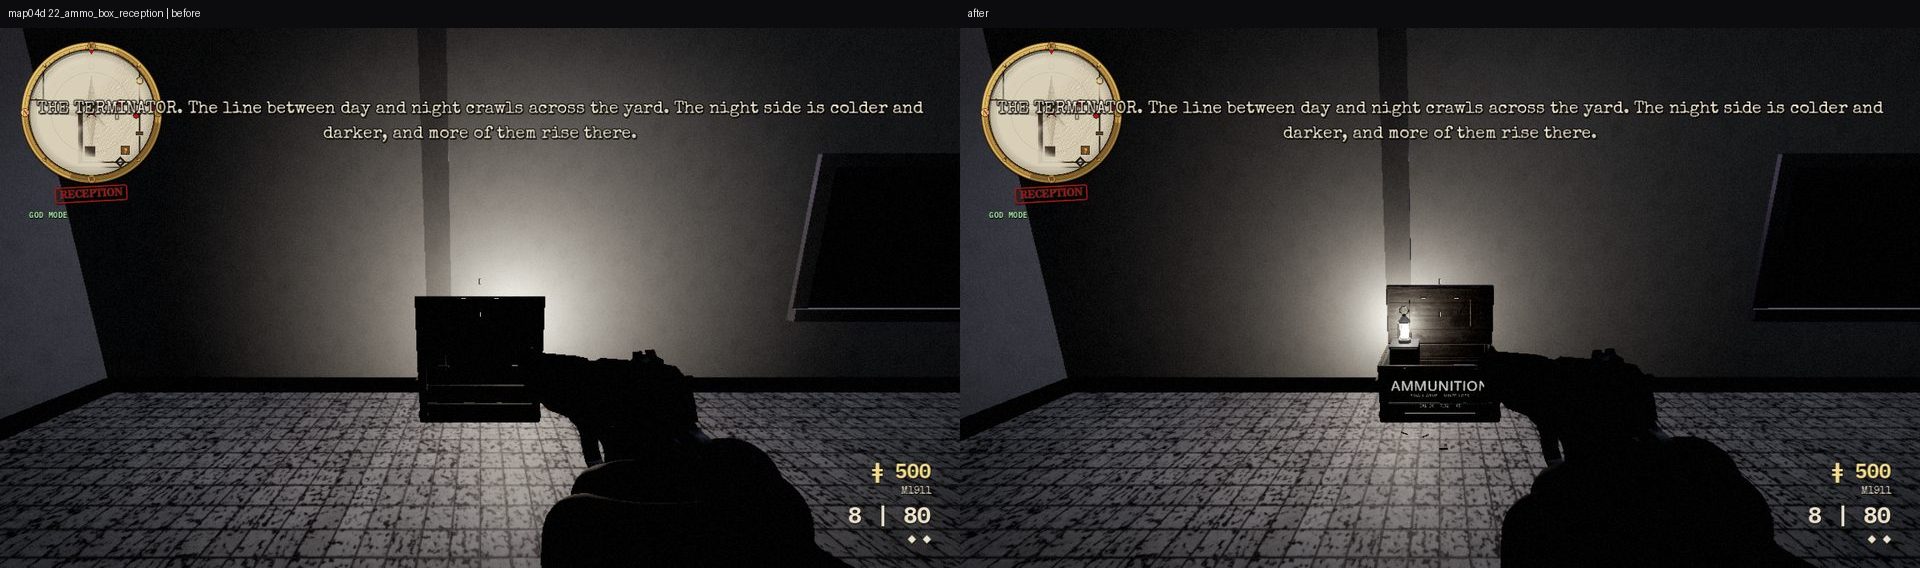 map04d 22_ammo_box_reception | before
THE TERMINATOR. The line between day and night crawls across the yard. The night side is colder and
darker, and more of them rise there.
RECEPTION
GOD MODE
500
M1911
8 | 80
after
THE TERMINATOR. The line between day and night crawls across the yard. The night side is colder and
darker, and more of them rise there.
RECEPTION
GOD MODE
AMMUNITION
500
M1911
8 | 80